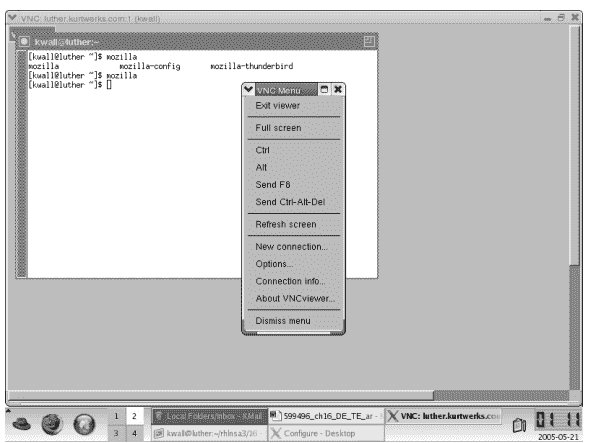 VNC: luther.kurtwerks.com:1 (kwall)
kwall@luther:~
[kwall@luther ~]$ mozilla
mozilla mozilla-config mozilla-thunderbird
[kwall@luther ~]$ mozilla
[kwall@luther ~]$
VNC Menu
Exit viewer
Full screen
Ctrl
Alt
Send F8
Send Ctrl-Alt-Del
Refresh screen
New connection...
Options...
Connection info...
About VNCviewer...
Dismiss menu
1 2
3 4
Local Folders/inbox - KMail
599496_ch16_DE_TE_ar -
VNC: luther.kurtwerks.com
kwall@luther:~/rhlnsa3/26
Configure - Desktop
2005-05-21